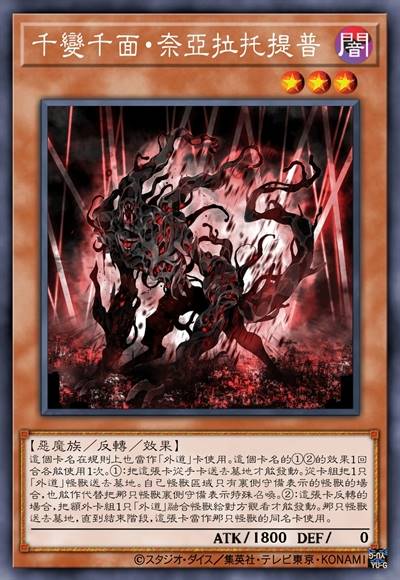 千變千面・奈亞拉托提普
闇
【惡魔族／反轉／效果】
這個卡名在規則上也當作「外道」卡使用。這個卡名的①②的效果1回
合各能使用1次。①:把這張卡從手卡送去墓地才能發動。從卡組把1只
「外道」怪獸送去墓地。自己怪獸區域只有裏側守備表示的怪獸的場
合，也能作代替把那只怪獸以裏側守備表示特殊召喚。②:這張卡反轉的
場合，把額外卡組1只「外道」融合怪獸給對方觀看才能發動。那只怪獸
送去墓地，直到結束階段，這張卡當作那只怪獸的同名卡使用。
ATK / 1800 DEF / 0
©スタジオ・ダイス／集英社・テレビ東京・KONAMI
YU-G